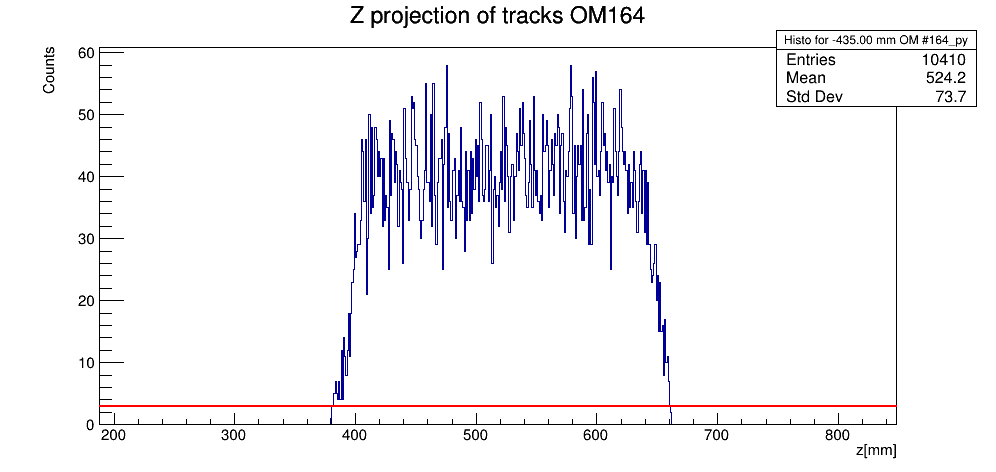 Z projection of tracks OM164
Histo for -435.00 mm OM #164_py
Entries 10410
Mean 524.2
Std Dev 73.7
Counts
60
50
40
30
20
10
0
200 300 400 500 600 700 800
z[mm]